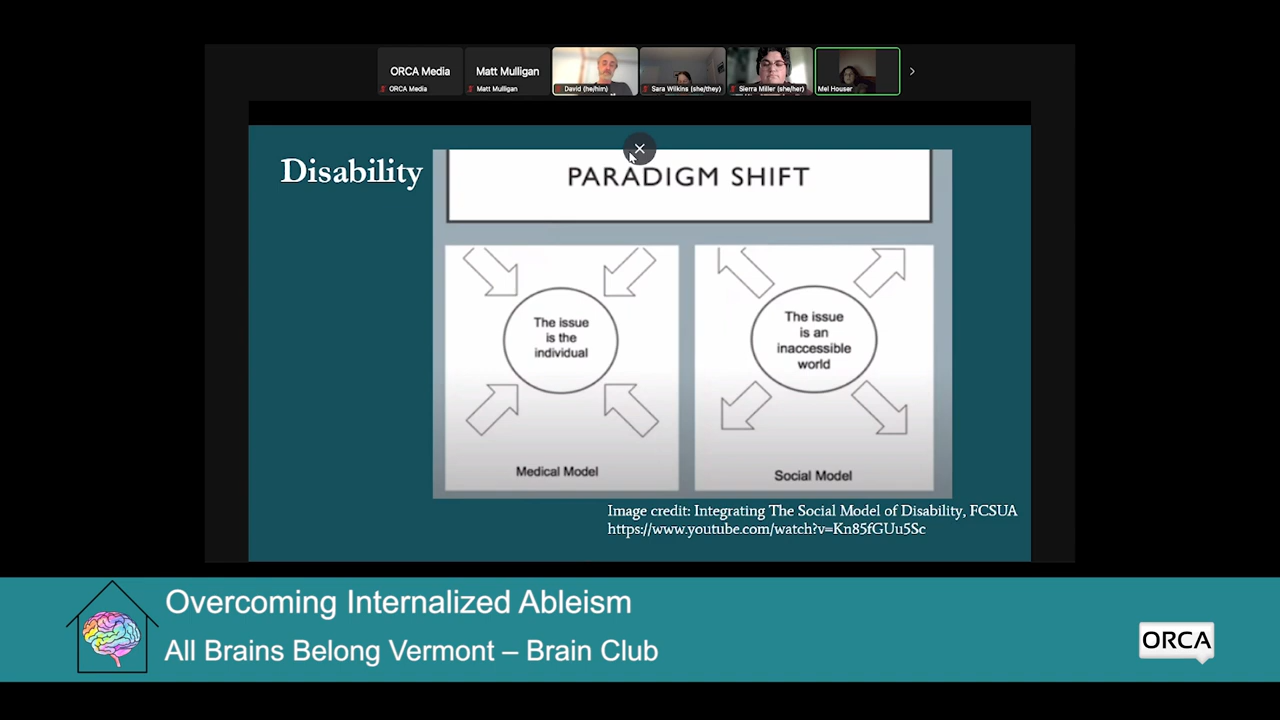 ORCA Media
Matt Mulligan
ORCA Media
Matt Mulligan
David (he/him)
Sara Wilkins (she/they)
Sierra Miller (she/her)
Mel Houser
Disability
PARADIGM SHIFT
The issue
is the
individual
Medical Model
The issue
is an
inaccessible
world
Social Model
Image credit: Integrating The Social Model of Disability, FCSUA
https://www.youtube.com/watch?v=Kn85fGUu5Sc
Overcoming Internalized Ableism
All Brains Belong Vermont – Brain Club
ORCA